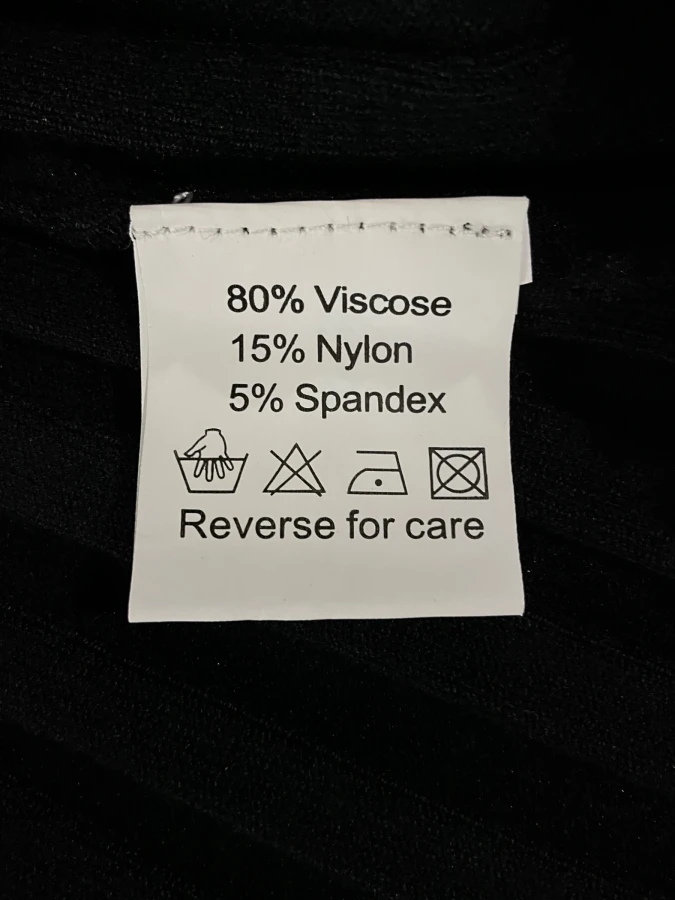 80% Viscose
15% Nylon
5% Spandex
Reverse for care